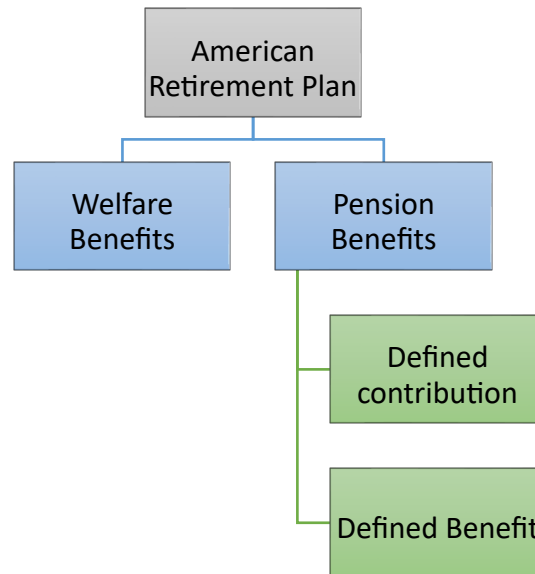 American
Retirement Plan
Welfare
Benefits
Pension
Benefits
Defined
contribution
Defined Benefit